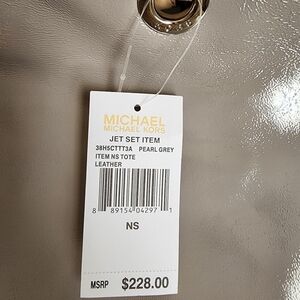 MICHAEL
MICHAEL KORS
JET SET ITEM
38H5CTTT3A PEARL GREY
ITEM NS TOTE
LEATHER
8 89154 04297 1
NS
MSRP $228.00